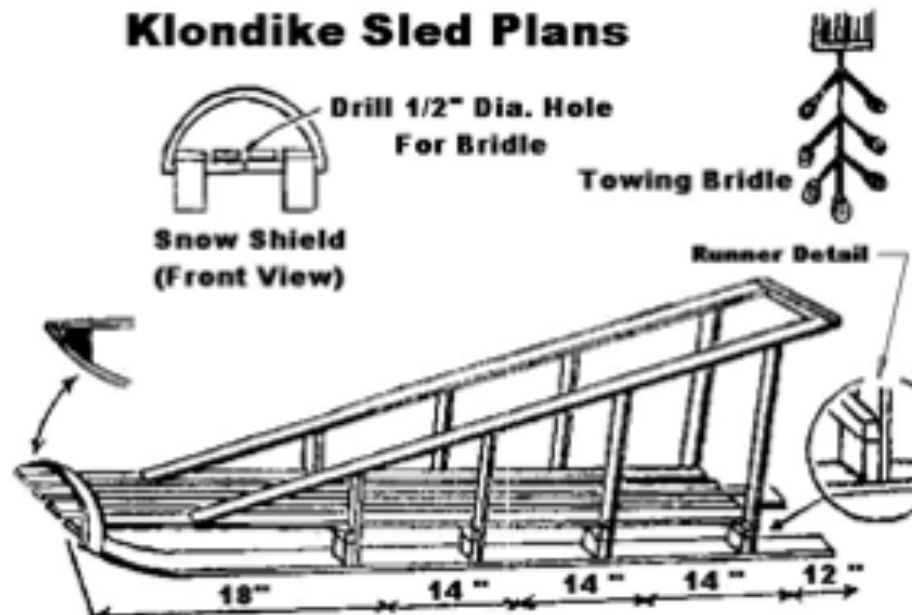 Klondike Sled Plans
Drill 1/2" Dia. Hole
For Bridle
Towing Bridle
Snow Shield
(Front View)
Runner Detail
18" 14" 14" 14" 12"